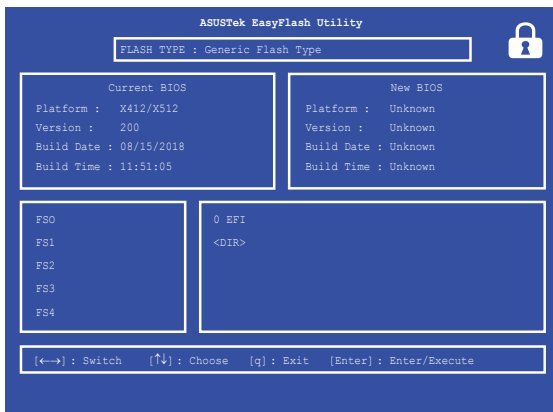 ASUSTek EasyFlash Utility
FLASH TYPE : Generic Flash Type
Current BIOS
Platform : X412/X512
Version : 200
Build Date : 08/15/2018
Build Time : 11:51:05
New BIOS
Platform : Unknown
Version : Unknown
Build Date : Unknown
Build Time : Unknown
FSO
FS1
FS2
FS3
FS4
0 EFI
<DIR>
[←→] : Switch [↑↓] : Choose [q] : Exit [Enter] : Enter/Execute